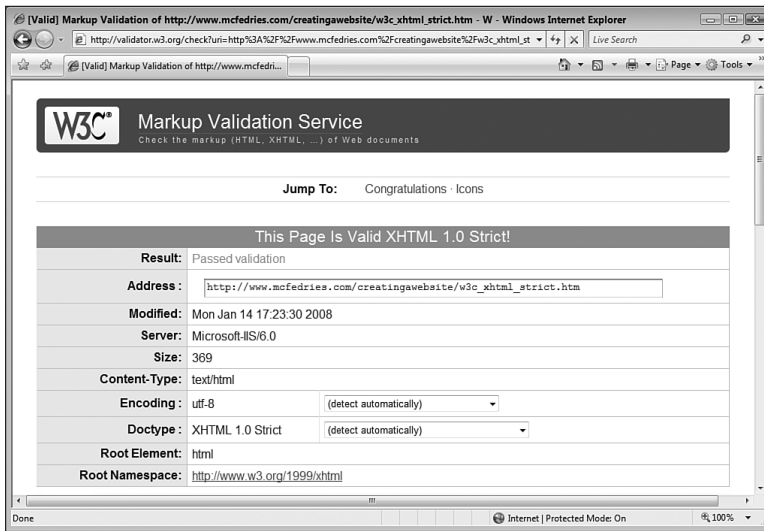 [Valid] Markup Validation of http://www.mcfedries.com/creatingawebsite/w3c_xhtml_strict.htm - W - Windows Internet Explorer
http://validator.w3.org/check?uri=http%3A%2F%2Fwww.mcfedries.com%2Fcreatingawebsite%2Fw3c_xhtml_st
Live Search
[Valid] Markup Validation of http://www.mcfedri...
Page
Tools
W3C®
Markup Validation Service
Check the markup (HTML, XHTML, …) of Web documents
Jump To: Congratulations · Icons
This Page Is Valid XHTML 1.0 Strict!
Result: Passed validation
Address : http://www.mcfedries.com/creatingawebsite/w3c_xhtml_strict.htm
Modified: Mon Jan 14 17:23:30 2008
Server: Microsoft-IIS/6.0
Size: 369
Content-Type: text/html
Encoding : utf-8 (detect automatically)
Doctype : XHTML 1.0 Strict (detect automatically)
Root Element: html
Root Namespace: http://www.w3.org/1999/xhtml
Done
Internet | Protected Mode: On
100%